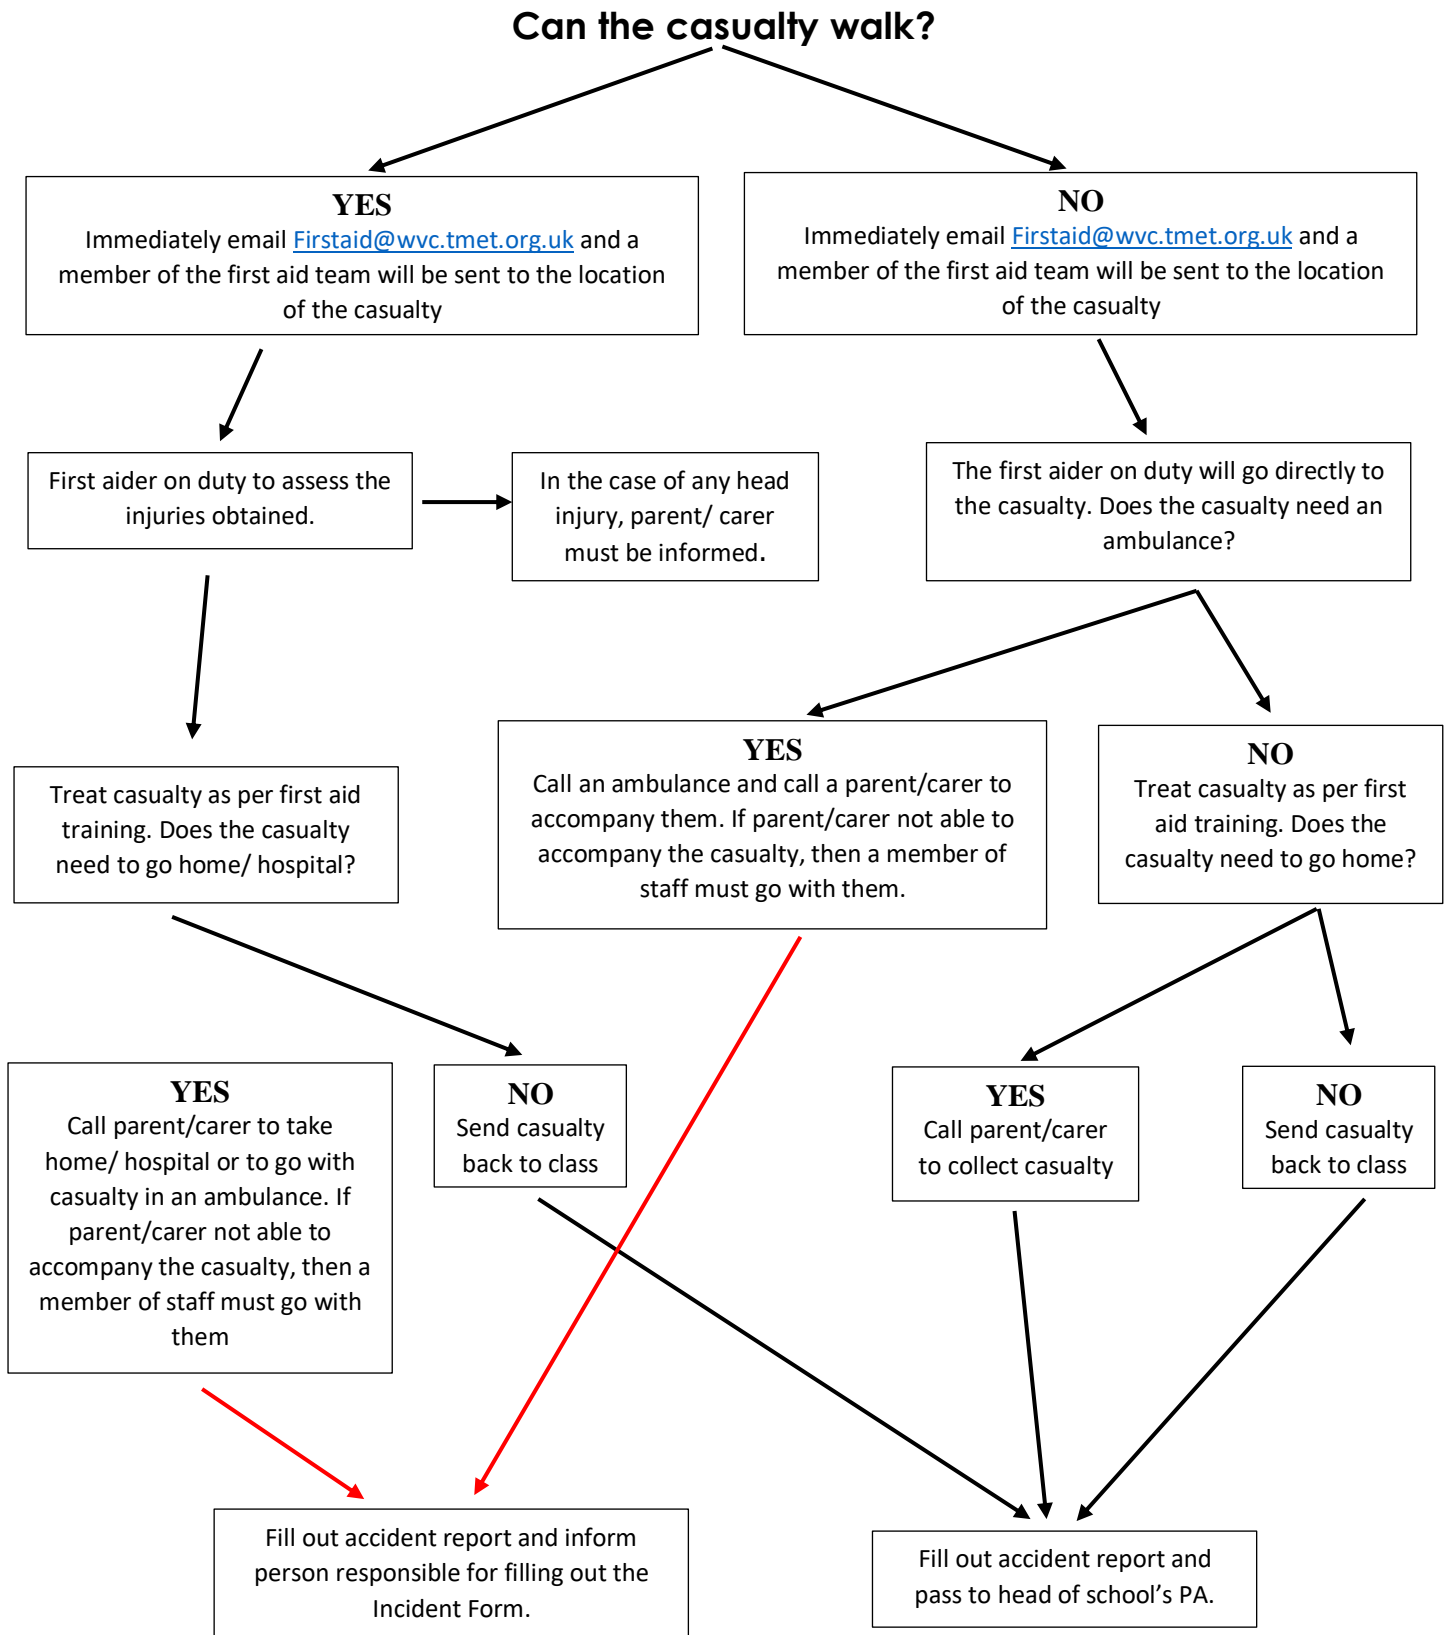 Can the casualty walk?
YES
Immediately email Firstaid@wvc.tmet.org.uk and a
member of the first aid team will be sent to the location
of the casualty
NO
Immediately email Firstaid@wvc.tmet.org.uk and a
member of the first aid team will be sent to the location
of the casualty
First aider on duty to assess the
injuries obtained.
In the case of any head
injury, parent/ carer
must be informed.
The first aider on duty will go directly to
the casualty. Does the casualty need an
ambulance?
Treat casualty as per first aid
training. Does the casualty
need to go home/ hospital?
YES
Call an ambulance and call a parent/carer to
accompany them. If parent/carer not able to
accompany the casualty, then a member of
staff must go with them.
NO
Treat casualty as per first
aid training. Does the
casualty need to go home?
YES
Call parent/carer to take
home/ hospital or to go with
casualty in an ambulance. If
parent/carer not able to
accompany the casualty, then a
member of staff must go with
them
NO
Send casualty
back to class
YES
Call parent/carer
to collect casualty
NO
Send casualty
back to class
Fill out accident report and inform
person responsible for filling out the
Incident Form.
Fill out accident report and
pass to head of school’s PA.